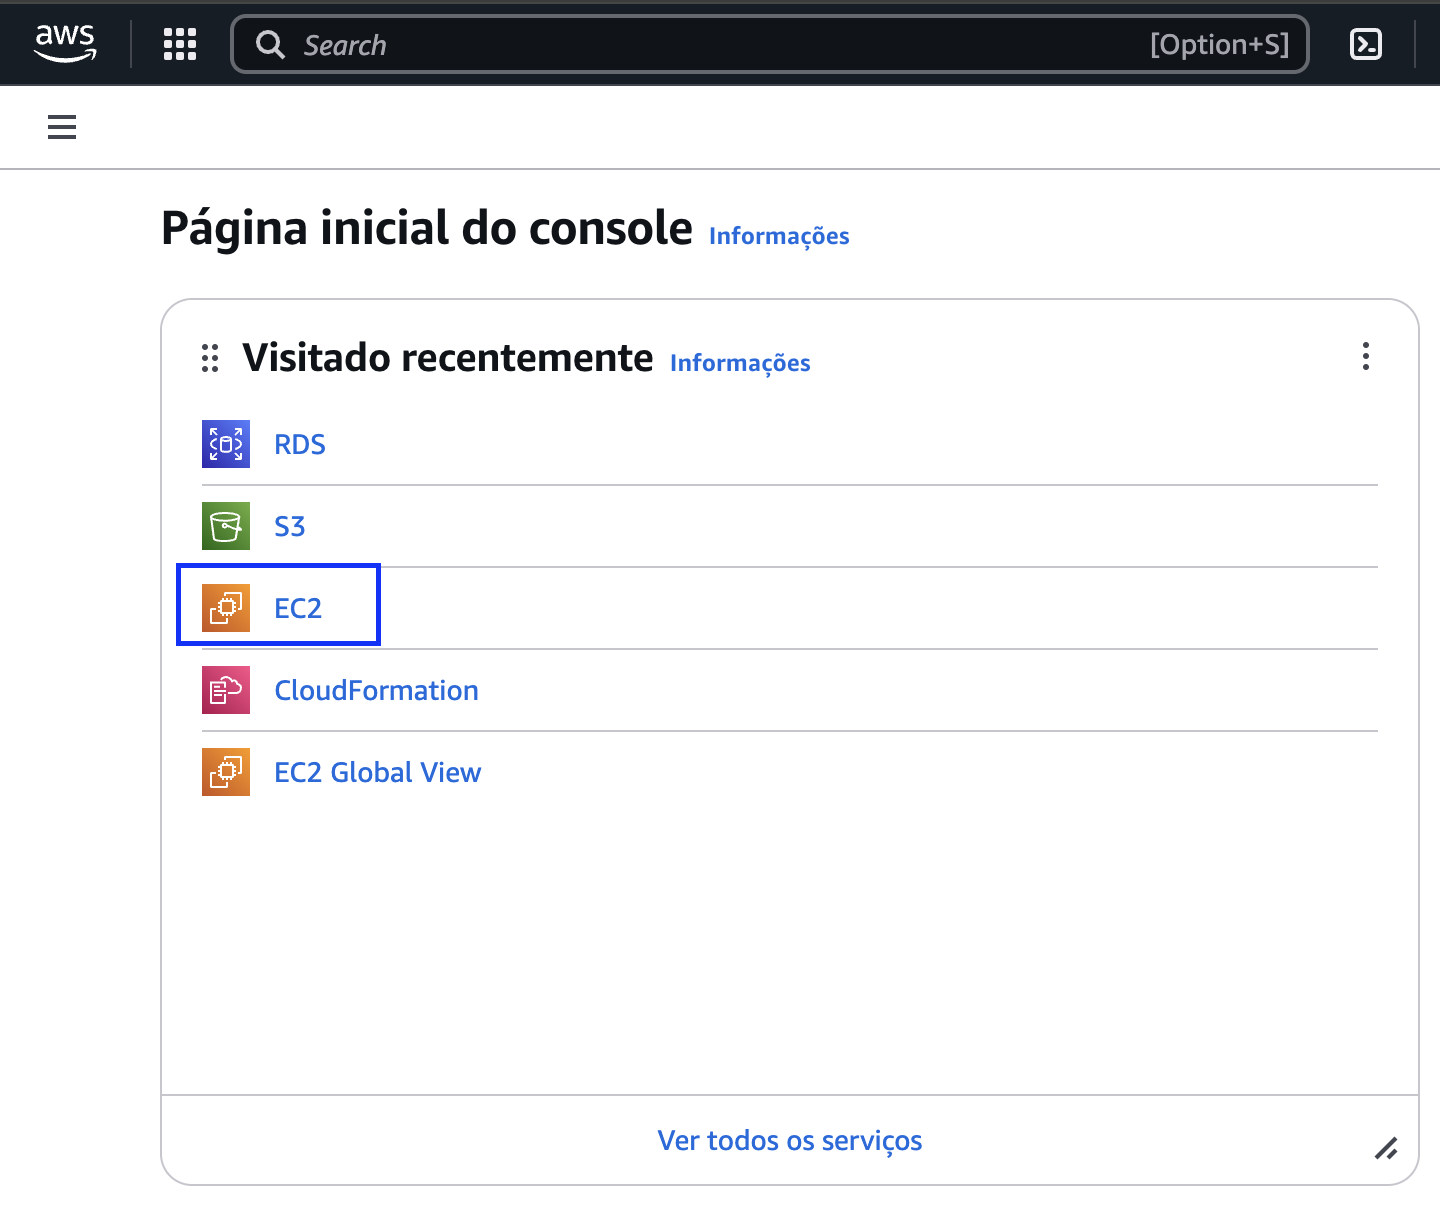 aws
Search [Option+S]
Página inicial do console Informações
Visitado recentemente Informações
RDS
S3
EC2
CloudFormation
EC2 Global View
Ver todos os serviços